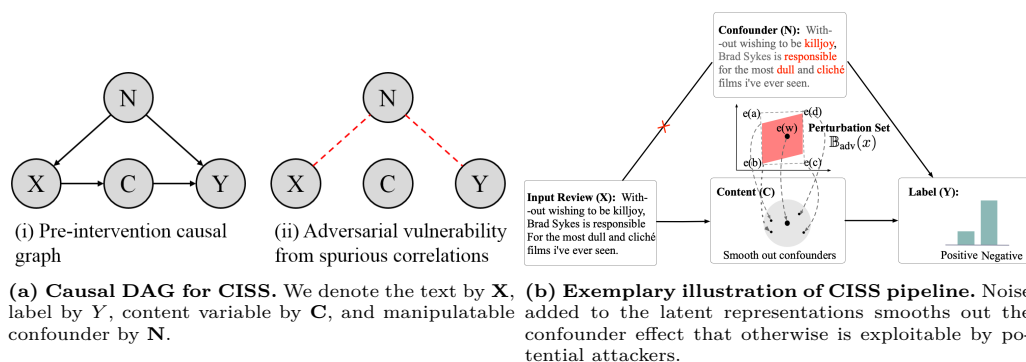 N
X
C
Y
(i) Pre-intervention causal
graph
N
X
C
Y
(ii) Adversarial vulnerability
from spurious correlations
(a) Causal DAG for CISS. We denote the text by X,
label by Y, content variable by C, and manipulatable
confounder by N.
Confounder (N): With-
-out wishing to be killjoy,
Brad Sykes is responsible
for the most dull and cliché
films i've ever seen.
e(a)
e(d)
e(w)
e(b)
e(c)
Perturbation Set
𝔹adv(x)
Input Review (X): With-
-out wishing to be killjoy,
Brad Sykes is responsible
For the most dull and cliché
films i've ever seen.
Content (C)
Smooth out confounders
Label (Y):
Positive Negative
(b) Exemplary illustration of CISS pipeline. Noise
added to the latent representations smooths out the
confounder effect that otherwise is exploitable by po-
tential attackers.